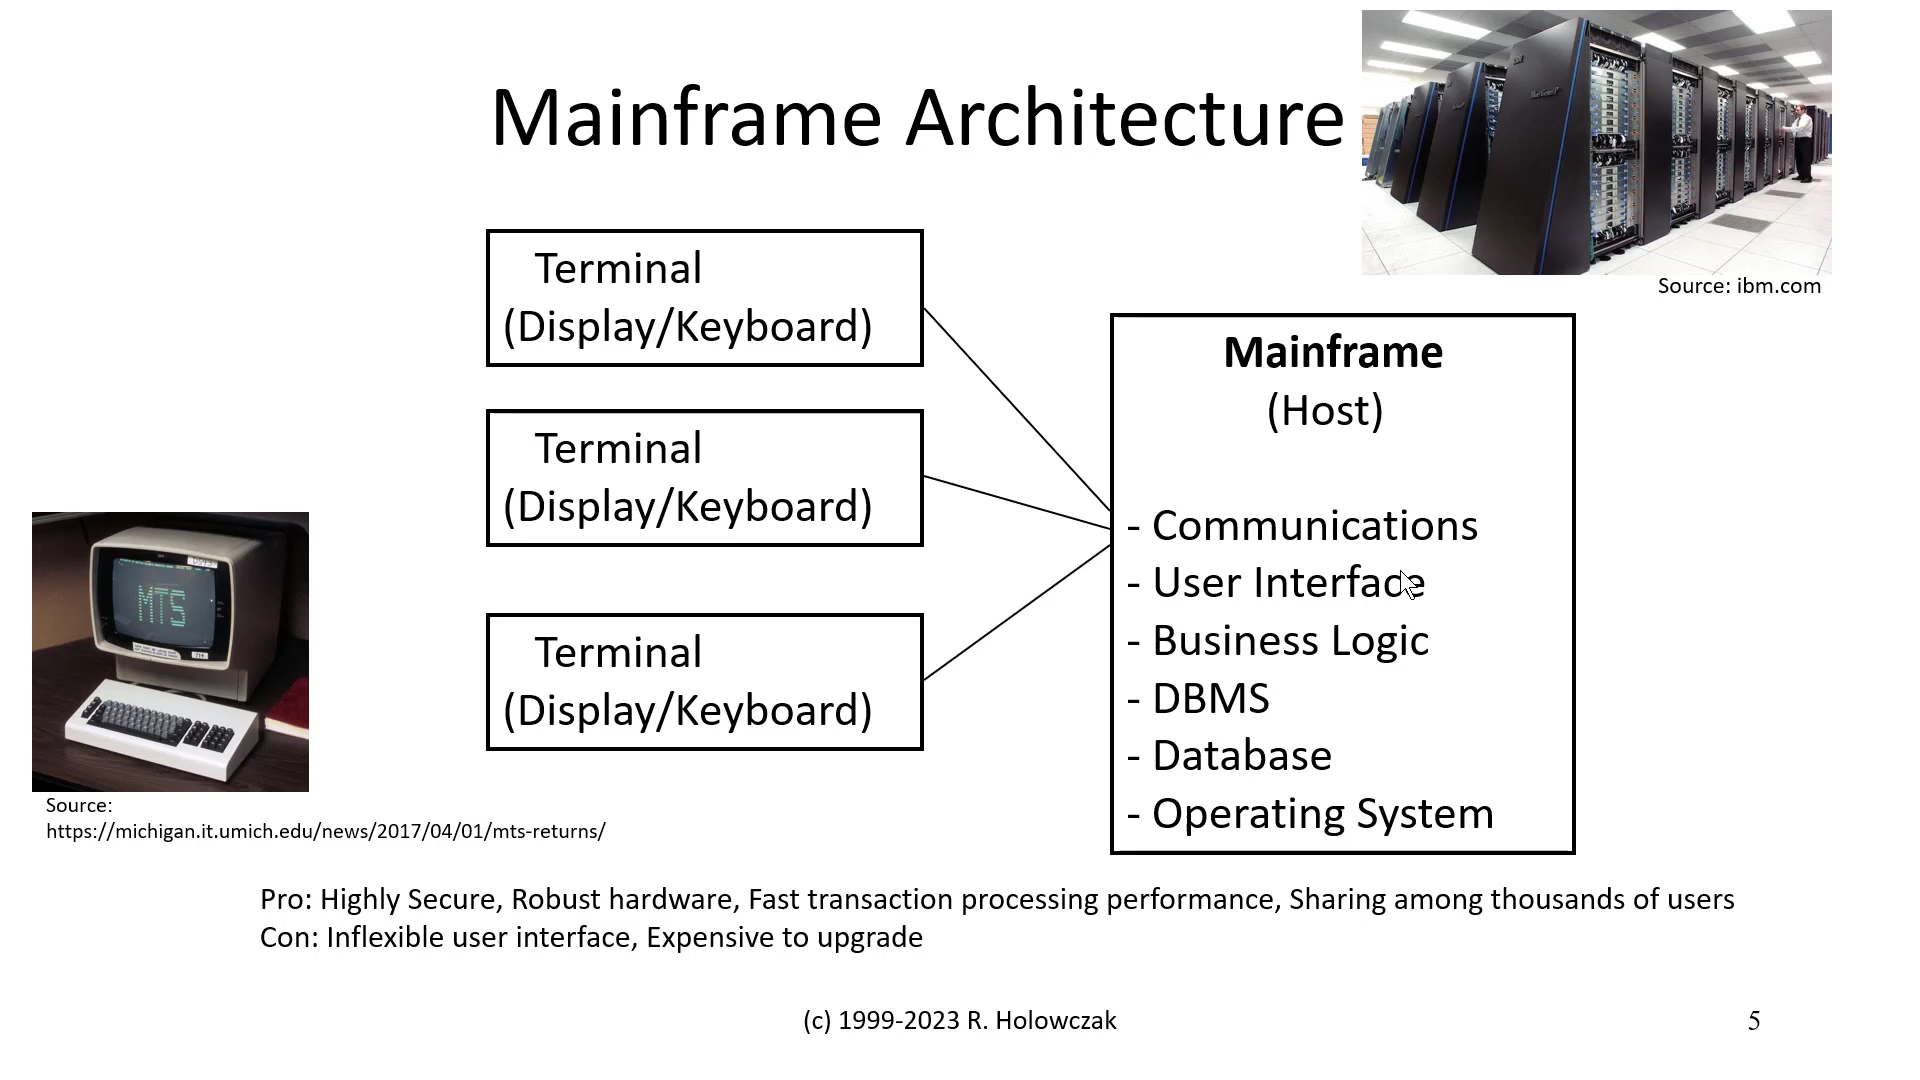 Mainframe Architecture
Source: ibm.com
Terminal
(Display/Keyboard)
Terminal
(Display/Keyboard)
Terminal
(Display/Keyboard)
Mainframe
(Host)
- Communications
- User Interface
- Business Logic
- DBMS
- Database
- Operating System
MTS
Source:
https://michigan.it.umich.edu/news/2017/04/01/mts-returns/
Pro: Highly Secure, Robust hardware, Fast transaction processing performance, Sharing among thousands of users
Con: Inflexible user interface, Expensive to upgrade
(c) 1999-2023 R. Holowczak
5